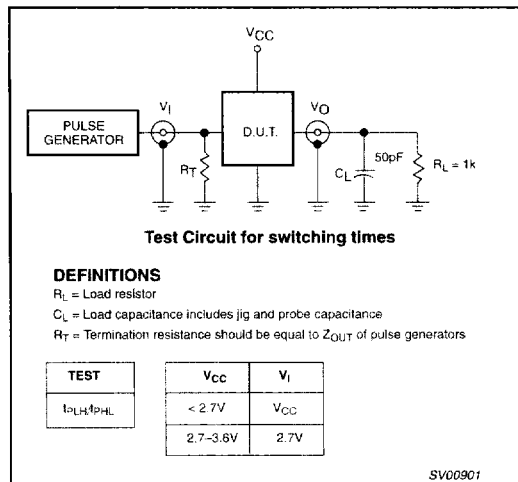 VCC
PULSE GENERATOR
VI
RT
D.U.T.
VO
50pF
CL
RL = 1k
Test Circuit for switching times
DEFINITIONS
RL = Load resistor
CL = Load capacitance includes jig and probe capacitance
RT = Termination resistance should be equal to ZOUT of pulse generators
TEST
tPLH/tPHL
VCC VI
< 2.7V VCC
2.7–3.6V 2.7V
SV00901